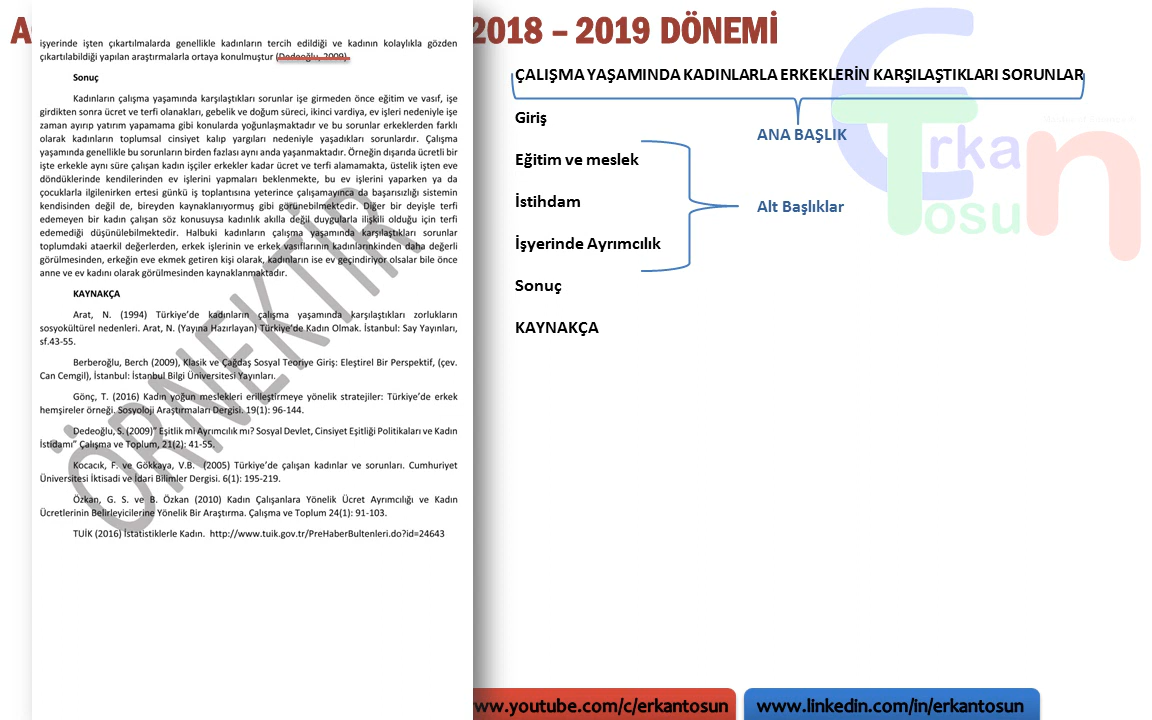 2018 – 2019 DÖNEMİ
işyerinde işten çıkartılmalarda genellikle kadınların tercih edildiği ve kadının kolaylıkla gözden
çıkartılabildiği yapılan araştırmalarla ortaya konulmuştur (Dedeoğlu, 2009).
Sonuç
Kadınların çalışma yaşamında karşılaştıkları sorunlar işe girmeden önce eğitim ve vasıf, işe
girdikten sonra ücret ve terfi olanakları, gebelik ve doğum süreci, ikinci vardiya, ev işleri nedeniyle işe
zaman ayırıp yatırım yapamama gibi konularda yoğunlaşmaktadır ve bu sorunlar erkeklerden farklı
olarak kadınların toplumsal cinsiyet kalıp yargıları nedeniyle yaşadıkları sorunlardır. Çalışma
yaşamında genellikle bu sorunların birden fazlası aynı anda yaşanmaktadır. Örneğin dışarıda ücretli bir
işte erkekle aynı süre çalışan kadın işçiler erkekler kadar ücret ve terfi alamamakta, üstelik işten eve
döndüklerinde kendilerinden ev işlerini yapmaları beklenmekte, bu ev işlerini yaparken ya da
çocuklarla ilgilenirken ertesi günkü iş toplantısına yeterince çalışamayınca da başarısızlığı sistemin
kendisinden değil de, bireyden kaynaklanıyormuş gibi görünebilmektedir. Diğer bir deyişle terfi
edemeyen bir kadın çalışan söz konusuysa kadınlık akılla değil duygularla ilişkili olduğu için terfi
edemediği düşünülebilmektedir. Halbuki kadınların çalışma yaşamında karşılaştıkları sorunlar
toplumdaki ataerkil değerlerden, erkek işlerinin ve erkek vasıflarının kadınlarınkinden daha değerli
görülmesinden, erkeğin eve ekmek getiren kişi olarak, kadınların ise ev geçindiriyor olsalar bile önce
anne ve ev kadını olarak görülmesinden kaynaklanmaktadır.
KAYNAKÇA
Arat, N. (1994) Türkiye’de kadınların çalışma yaşamında karşılaştıkları zorlukların
sosyokültürel nedenleri. Arat, N. (Yayına Hazırlayan) Türkiye’de Kadın Olmak. İstanbul: Say Yayınları,
sf.43-55.
Berberoğlu, Berch (2009), Klasik ve Çağdaş Sosyal Teoriye Giriş: Eleştirel Bir Perspektif, (çev.
Can Cemgil), İstanbul: İstanbul Bilgi Üniversitesi Yayınları.
Gönç, T. (2016) Kadın yoğun meslekleri erilleştirmeye yönelik stratejiler: Türkiye’de erkek
hemşireler örneği. Sosyoloji Araştırmaları Dergisi. 19(1): 96-144.
Dedeoğlu, S. (2009)” Eşitlik mi Ayrımcılık mı? Sosyal Devlet, Cinsiyet Eşitliği Politikaları ve Kadın
İstidamı” Çalışma ve Toplum, 21(2): 41-55.
Kocacık, F. ve Gökkaya, V.B. (2005) Türkiye’de çalışan kadınlar ve sorunları. Cumhuriyet
Üniversitesi İktisadi ve İdari Bilimler Dergisi. 6(1): 195-219.
Özkan, G. S. ve B. Özkan (2010) Kadın Çalışanlara Yönelik Ücret Ayrımcılığı ve Kadın
Ücretlerinin Belirleyicilerine Yönelik Bir Araştırma. Çalışma ve Toplum 24(1): 91-103.
TUİK (2016) İstatistiklerle Kadın. http://www.tuik.gov.tr/PreHaberBultenleri.do?id=24643
ÖRNEKTİR
ÇALIŞMA YAŞAMINDA KADINLARLA ERKEKLERİN KARŞILAŞTIKLARI SORUNLAR
Giriş
ANA BAŞLIK
Eğitim ve meslek
İstihdam
Alt Başlıklar
İşyerinde Ayrımcılık
Sonuç
KAYNAKÇA
Erkan
Tosun
www.youtube.com/c/erkantosun
www.linkedin.com/in/erkantosun